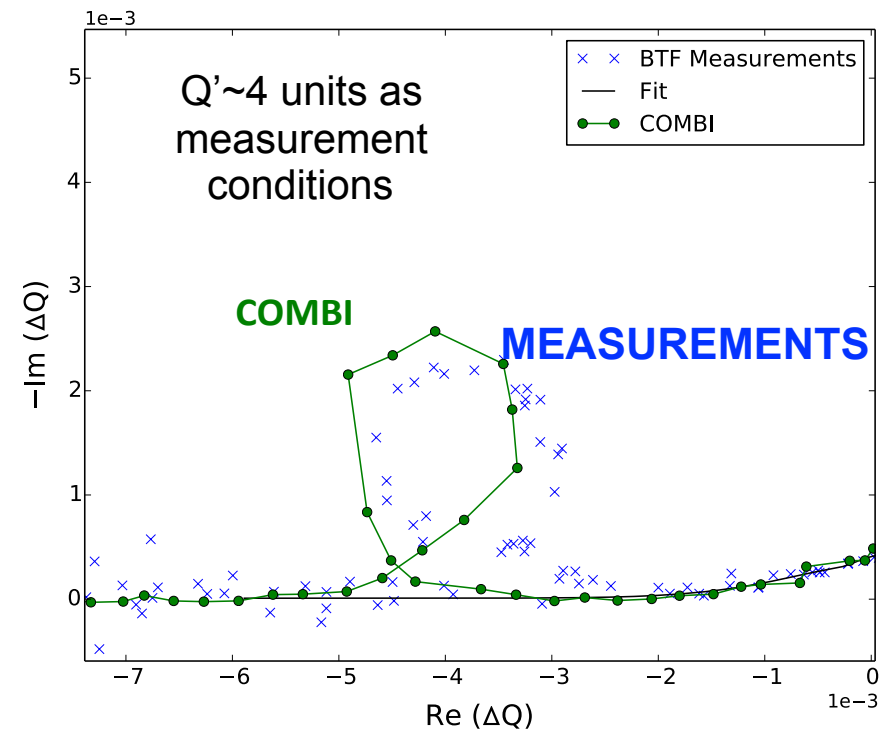 1e−3
Q'~4 units as
measurement
conditions
× × BTF Measurements
Fit
COMBI
5
4
3
2
1
0
−Im (ΔQ)
COMBI
MEASUREMENTS
−7 −6 −5 −4 −3 −2 −1 0
1e−3
Re (ΔQ)